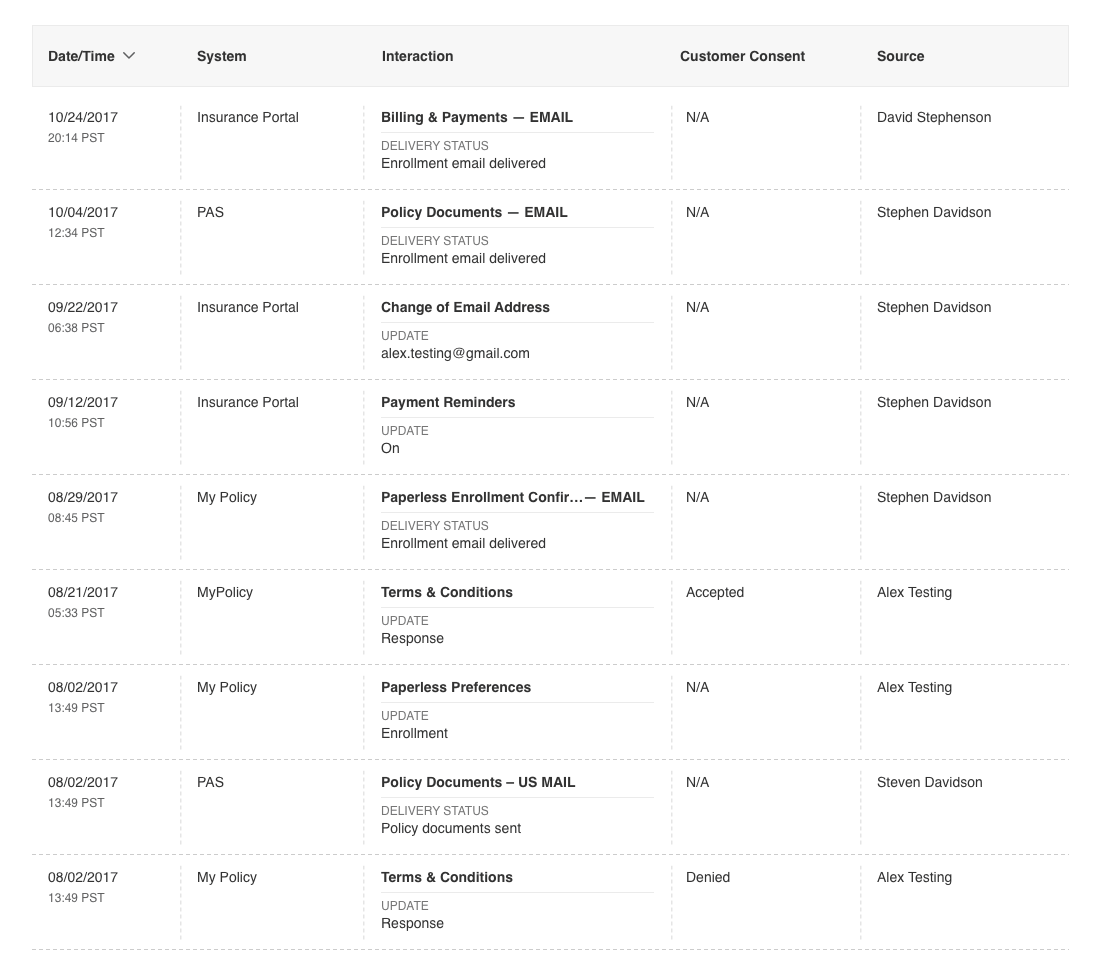 Date/Time System Interaction Customer Consent Source
10/24/2017 Insurance Portal Billing & Payments — EMAIL N/A David Stephenson
20:14 PST
DELIVERY STATUS
Enrollment email delivered
10/04/2017 PAS Policy Documents — EMAIL N/A Stephen Davidson
12:34 PST
DELIVERY STATUS
Enrollment email delivered
09/22/2017 Insurance Portal Change of Email Address N/A Stephen Davidson
06:38 PST
UPDATE
alex.testing@gmail.com
09/12/2017 Insurance Portal Payment Reminders N/A Stephen Davidson
10:56 PST
UPDATE
On
08/29/2017 My Policy Paperless Enrollment Confir...— EMAIL N/A Stephen Davidson
08:45 PST
DELIVERY STATUS
Enrollment email delivered
08/21/2017 MyPolicy Terms & Conditions Accepted Alex Testing
05:33 PST
UPDATE
Response
08/02/2017 My Policy Paperless Preferences N/A Alex Testing
13:49 PST
UPDATE
Enrollment
08/02/2017 PAS Policy Documents – US MAIL N/A Steven Davidson
13:49 PST
DELIVERY STATUS
Policy documents sent
08/02/2017 My Policy Terms & Conditions Denied Alex Testing
13:49 PST
UPDATE
Response